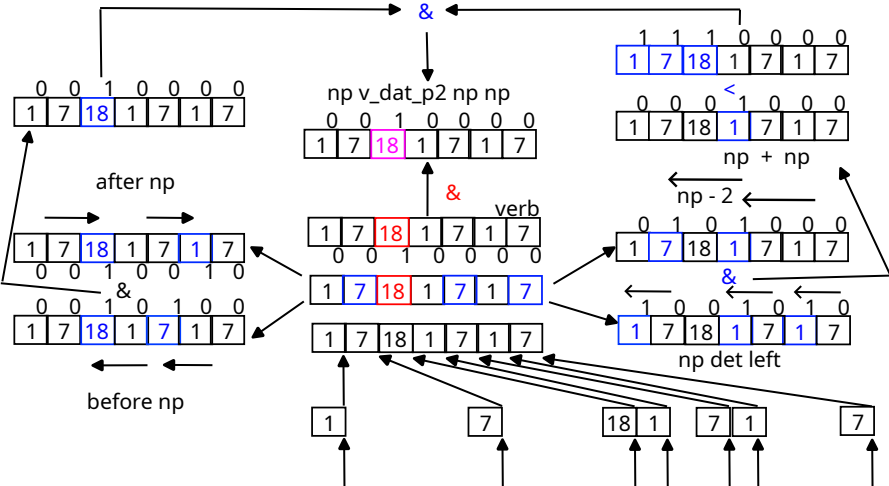 &
1 1 1 0 0 0 0
1 7 18 1 7 1 7
0 0 1 0 0 0 0
1 7 18 1 7 1 7
np v_dat_p2 np np
0 0 1 0 0 0 0
1 7 18 1 7 1 7
<
0 0 0 1 0 0 0
1 7 18 1 7 1 7
np + np
after np
&
np - 2
verb
1 7 18 1 7 1 7
0 0 1 0 0 0 0
0 1 0 1 0 0 0
1 7 18 1 7 1 7
1 7 18 1 7 1 7
0 0 1 0 0 1 0
&
&
1 7 18 1 7 1 7
0 0 1 0 1 0 0
1 7 18 1 7 1 7
1 0 0 1 0 1 0
1 7 18 1 7 1 7
1 7 18 1 7 1 7
np det left
before np
1 7 18 1 7 1 7